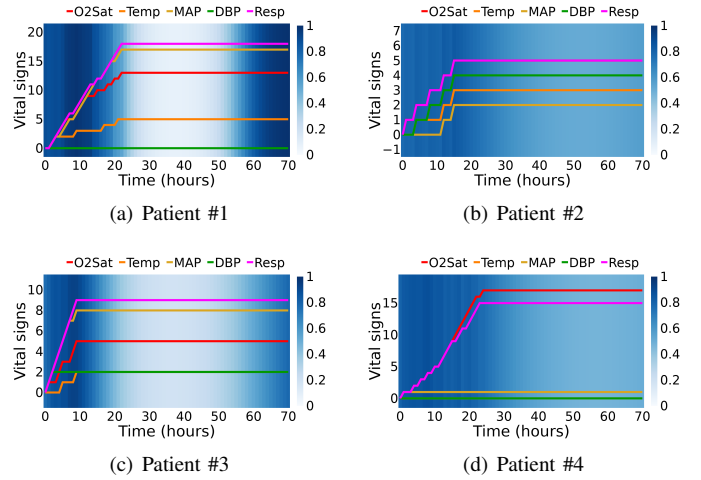 O2Sat Temp MAP DBP Resp
Vital signs
20
15
10
5
0
0 10 20 30 40 50 60 70
Time (hours)
1
0.8
0.6
0.4
0.2
0
(a) Patient #1
O2Sat Temp MAP DBP Resp
Vital signs
7
6
5
4
3
2
1
0
−1
0 10 20 30 40 50 60 70
Time (hours)
1
0.8
0.6
0.4
0.2
0
(b) Patient #2
O2Sat Temp MAP DBP Resp
Vital signs
10
8
6
4
2
0
0 10 20 30 40 50 60 70
Time (hours)
1
0.8
0.6
0.4
0.2
0
(c) Patient #3
O2Sat Temp MAP DBP Resp
Vital signs
15
10
5
0
0 10 20 30 40 50 60 70
Time (hours)
1
0.8
0.6
0.4
0.2
0
(d) Patient #4